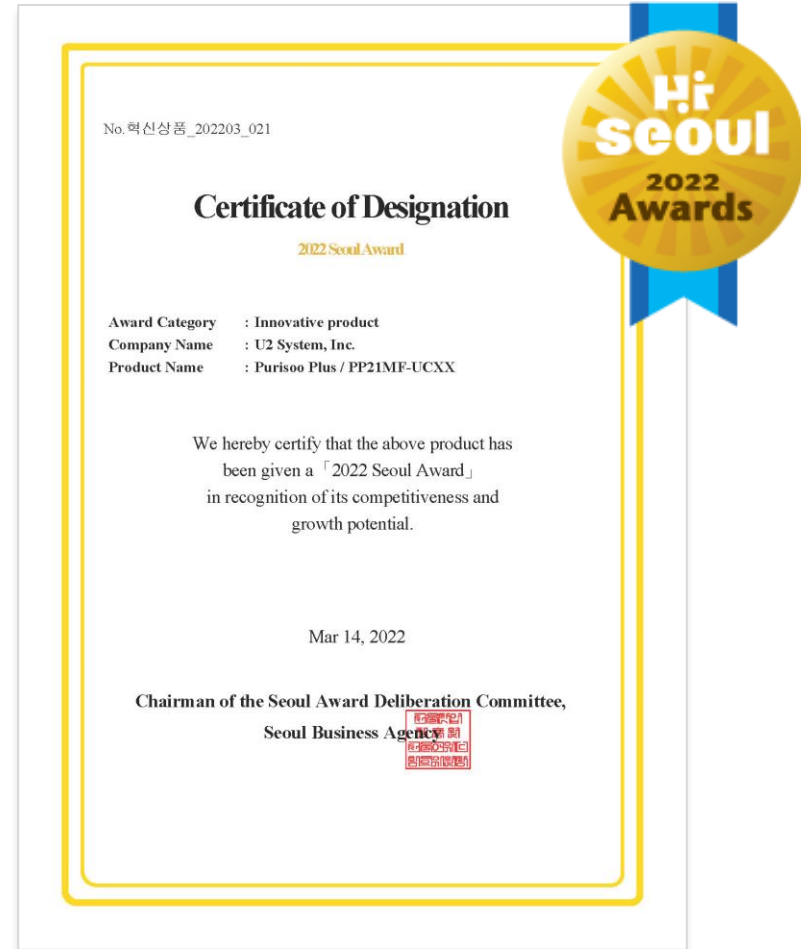 No.혁신상품_202203_021
Hi
seoul
2022
Awards
Certificate of Designation
2022 Seoul Award
Award Category : Innovative product
Company Name : U2 System, Inc.
Product Name : Purisoo Plus / PP21MF-UCXX
We hereby certify that the above product has
been given a「2022 Seoul Award」
in recognition of its competitiveness and
growth potential.
Mar 14, 2022
Chairman of the Seoul Award Deliberation Committee,
Seoul Business Agency